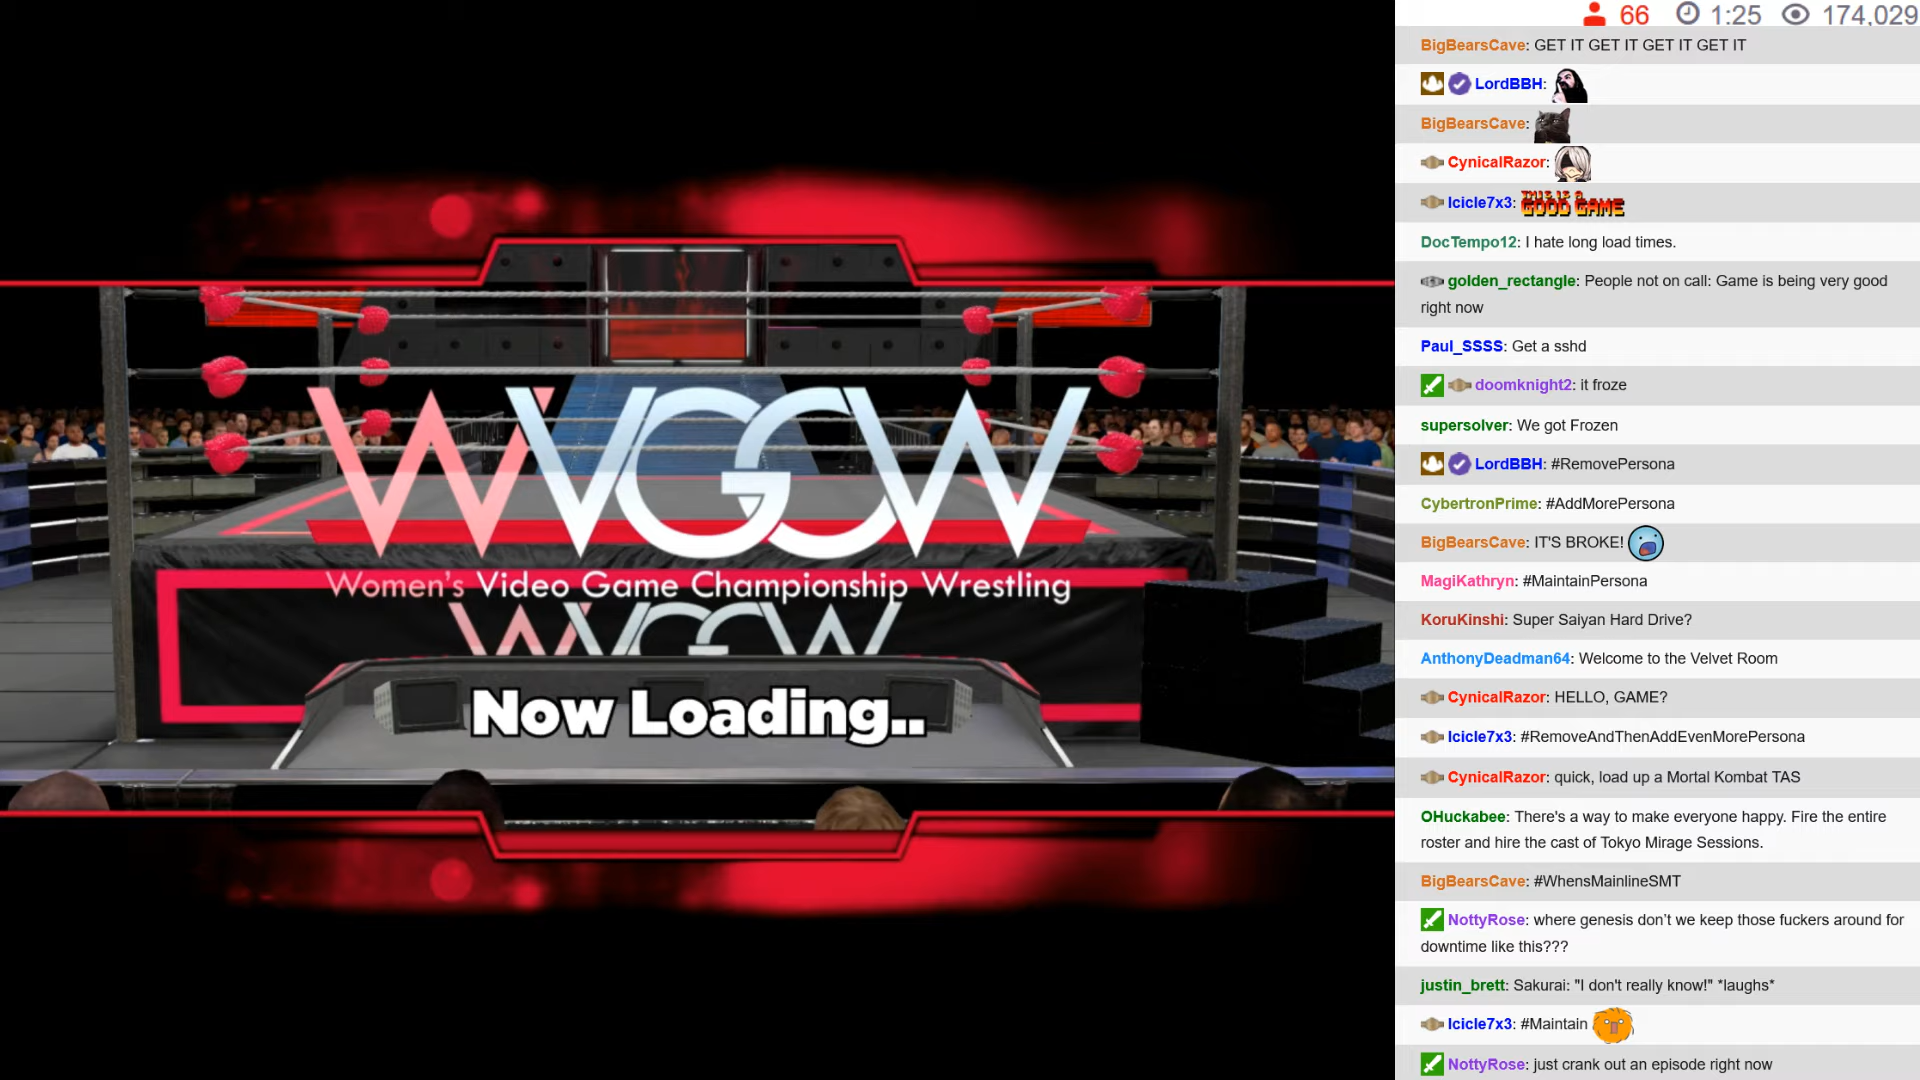 WVGCW
Women's Video Game Championship Wrestling
WVGCW
Now Loading..
66 1:25 174,029
BigBearsCave: GET IT GET IT GET IT GET IT
LordBBH:
BigBearsCave:
CynicalRazor:
Icicle7x3: THIS IS A GOOD GAME
DocTempo12: I hate long load times.
golden_rectangle: People not on call: Game is being very good
right now
Paul_SSSS: Get a sshd
doomknight2: it froze
supersolver: We got Frozen
LordBBH: #RemovePersona
CybertronPrime: #AddMorePersona
BigBearsCave: IT'S BROKE!
MagiKathryn: #MaintainPersona
KoruKinshi: Super Saiyan Hard Drive?
AnthonyDeadman64: Welcome to the Velvet Room
CynicalRazor: HELLO, GAME?
Icicle7x3: #RemoveAndThenAddEvenMorePersona
CynicalRazor: quick, load up a Mortal Kombat TAS
OHuckabee: There's a way to make everyone happy. Fire the entire
roster and hire the cast of Tokyo Mirage Sessions.
BigBearsCave: #WhensMainlineSMT
NottyRose: where genesis don't we keep those fuckers around for
downtime like this???
justin_brett: Sakurai: "I don't really know!" *laughs*
Icicle7x3: #Maintain
NottyRose: just crank out an episode right now